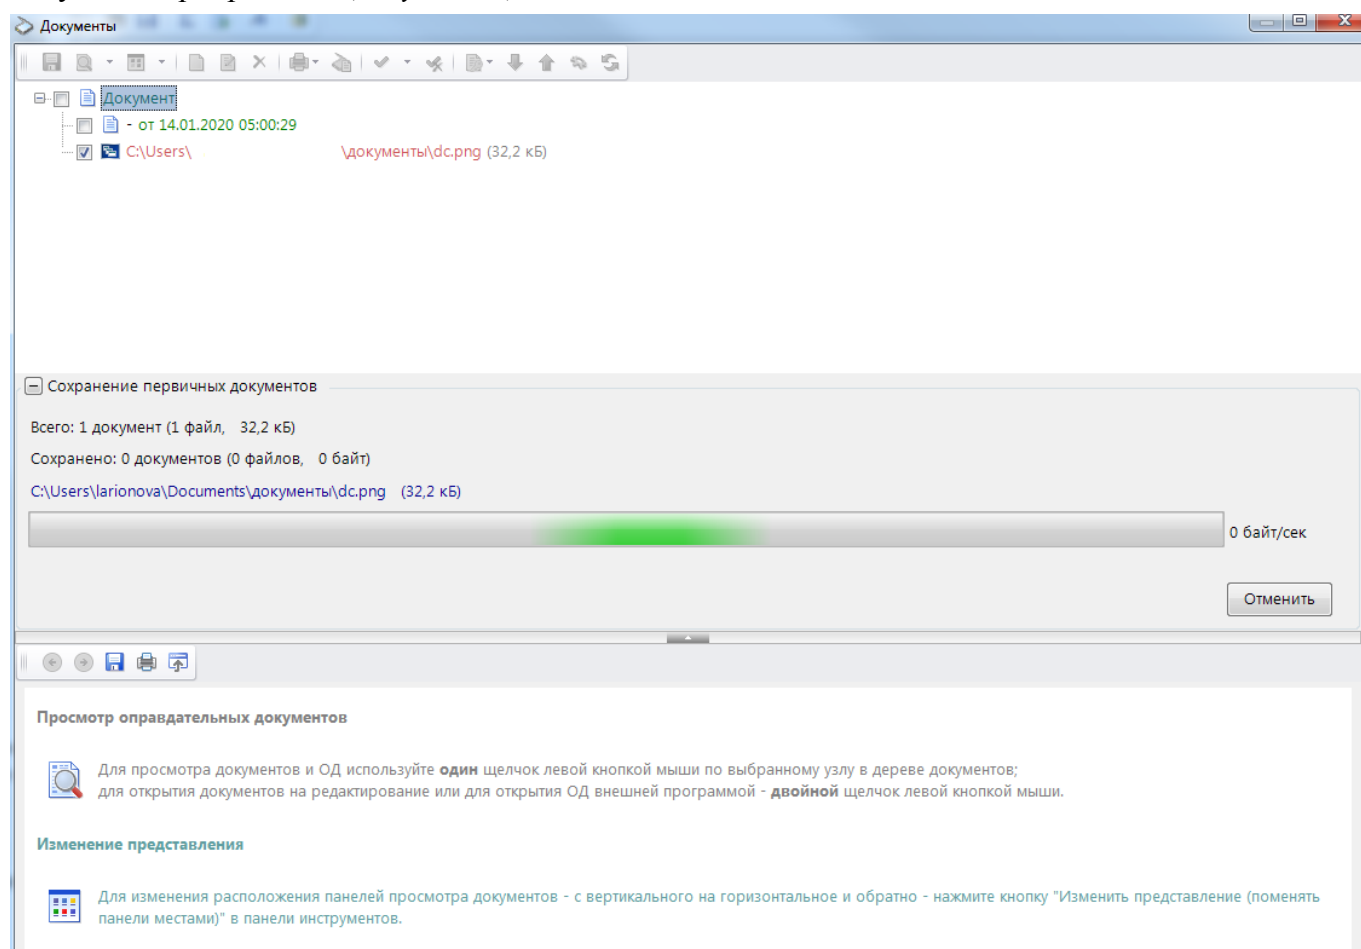 Документы
Документ
- от 14.01.2020 05:00:29
C:\Users\ \документы\dc.png (32,2 кБ)
Сохранение первичных документов
Всего: 1 документ (1 файл, 32,2 кБ)
Сохранено: 0 документов (0 файлов, 0 байт)
C:\Users\larionova\Documents\документы\dc.png (32,2 кБ)
0 байт/сек
Отменить
Просмотр оправдательных документов
Для просмотра документов и ОД используйте один щелчок левой кнопкой мыши по выбранному узлу в дереве документов;
для открытия документов на редактирование или для открытия ОД внешней программой - двойной щелчок левой кнопкой мыши.
Изменение представления
Для изменения расположения панелей просмотра документов - с вертикального на горизонтальное и обратно - нажмите кнопку "Изменить представление (поменять
панели местами)" в панели инструментов.